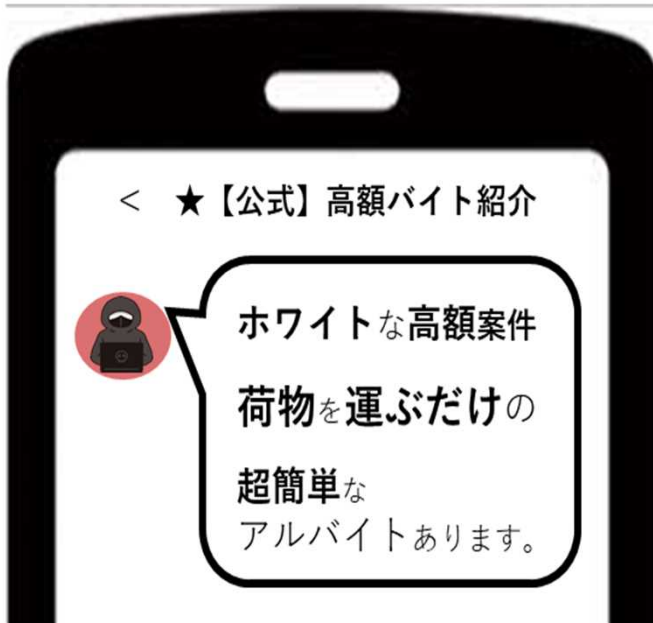 < ★【公式】高額バイト紹介
ホワイトな高額案件
荷物を運ぶだけの
超簡単な
アルバイトあります。